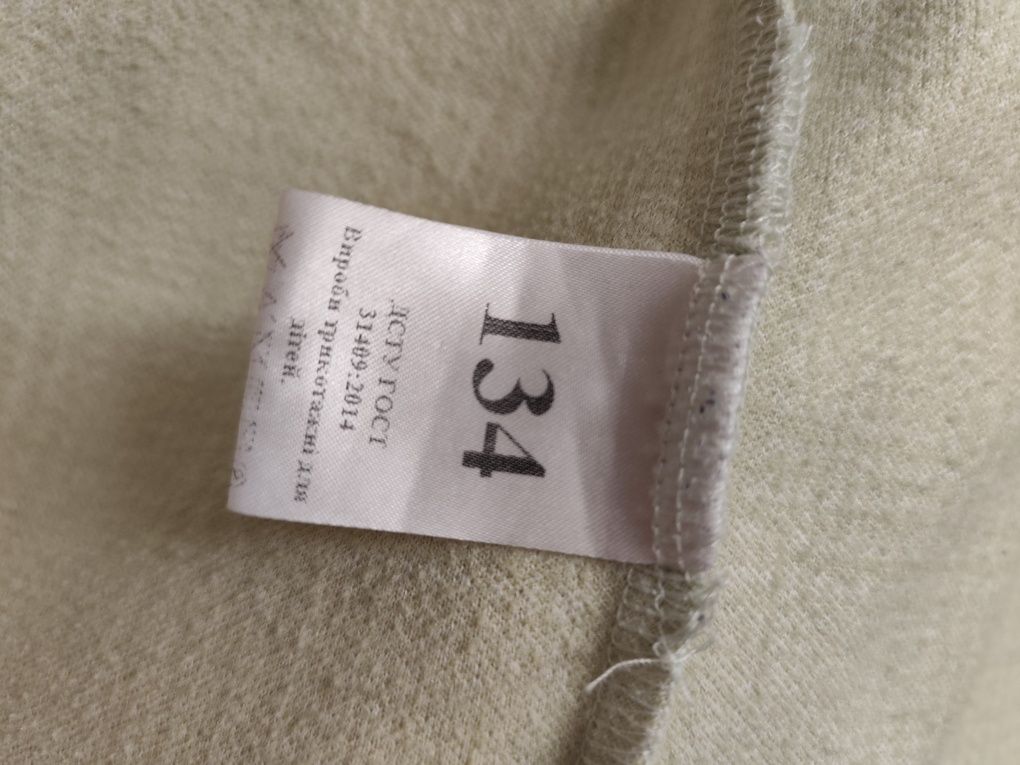 134
ДСТУ ГОСТ
31409:2014
Вироби трикотажні для
дітей.